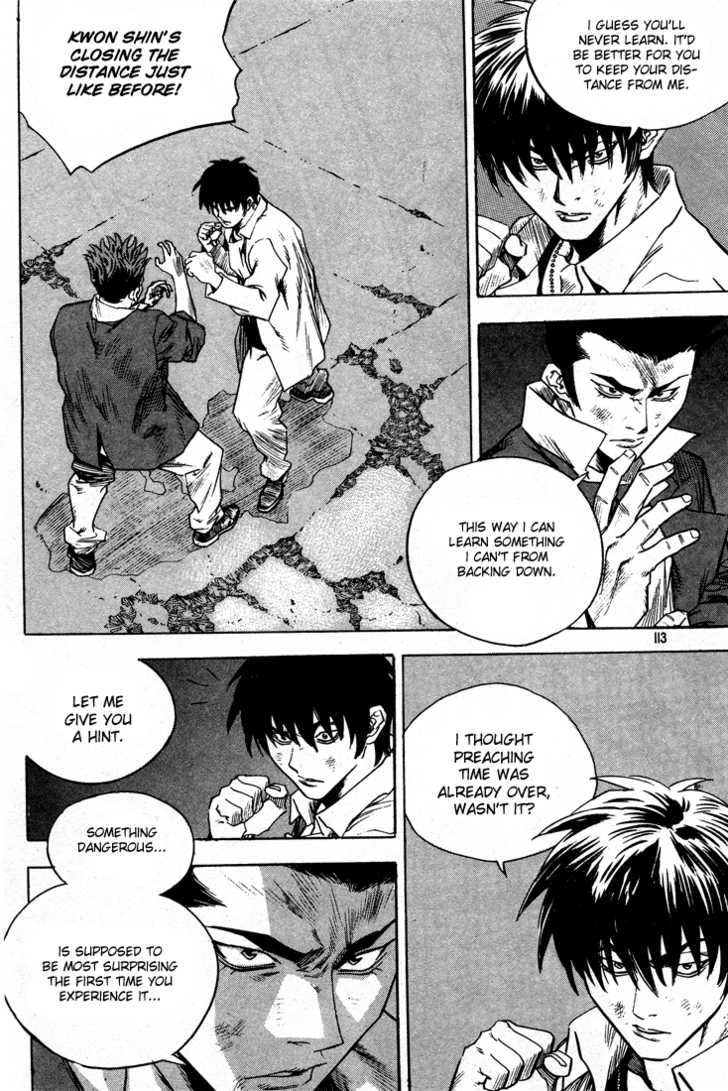 KWON SHIN'S
CLOSING THE
DISTANCE JUST
LIKE BEFORE!
I GUESS YOU'LL
NEVER LEARN. IT'D
BE BETTER FOR YOU
TO KEEP YOUR DIS-
TANCE FROM ME.
THIS WAY I CAN
LEARN SOMETHING
I CAN'T FROM
BACKING DOWN.
113
LET ME
GIVE YOU
A HINT.
SOMETHING
DANGEROUS...
IS SUPPOSED TO
BE MOST SURPRISING
THE FIRST TIME YOU
EXPERIENCE IT...
I THOUGHT
PREACHING
TIME WAS
ALREADY OVER,
WASN'T IT?